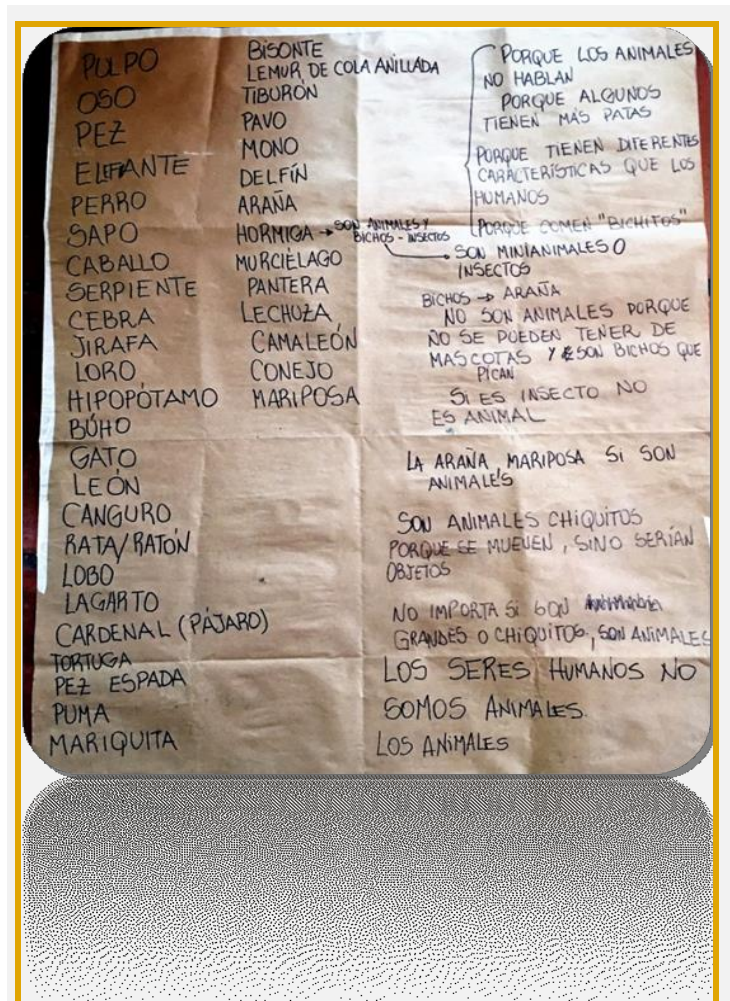 PULPO
OSO
PEZ
ELEFANTE
PERRO
SAPO
CABALLO
SERPIENTE
CEBRA
JIRAFA
LORO
HIPOPÓTAMO
BÚHO
GATO
LEÓN
CANGURO
RATA/RATÓN
LOBO
LAGARTO
CARDENAL (PÁJARO)
TORTUGA
PEZ ESPADA
PUMA
MARIQUITA
BISONTE
LEMUR DE COLA ANILLADA
TIBURÓN
PAVO
MONO
DELFÍN
ARAÑA
HORMIGA → SON ANIMALES Y
BICHOS - INSECTOS
MURCIÉLAGO
PANTERA
LECHUZA
CAMALEÓN
CONEJO
MARIPOSA
PORQUE LOS ANIMALES
NO HABLAN
PORQUE ALGUNOS
TIENEN MÁS PATAS
PORQUE TIENEN DIFERENTES
CARACTERÍSTICAS QUE LOS
HUMANOS
PORQUE COMEN "BICHITOS"
SON MINIANIMALES O
INSECTOS
BICHOS → ARAÑA
NO SON ANIMALES PORQUE
NO SE PUEDEN TENER DE
MASCOTAS Y SON BICHOS QUE
PICAN
SI ES INSECTO NO
ES ANIMAL
LA ARAÑA MARIPOSA SI SON
ANIMALES
SON ANIMALES CHIQUITOS
PORQUE SE MUEVEN, SINO SERÍAN
OBJETOS
NO IMPORTA SI SON
GRANDES O CHIQUITOS, SON ANIMALES
LOS SERES HUMANOS NO
SOMOS ANIMALES.
LOS ANIMALES